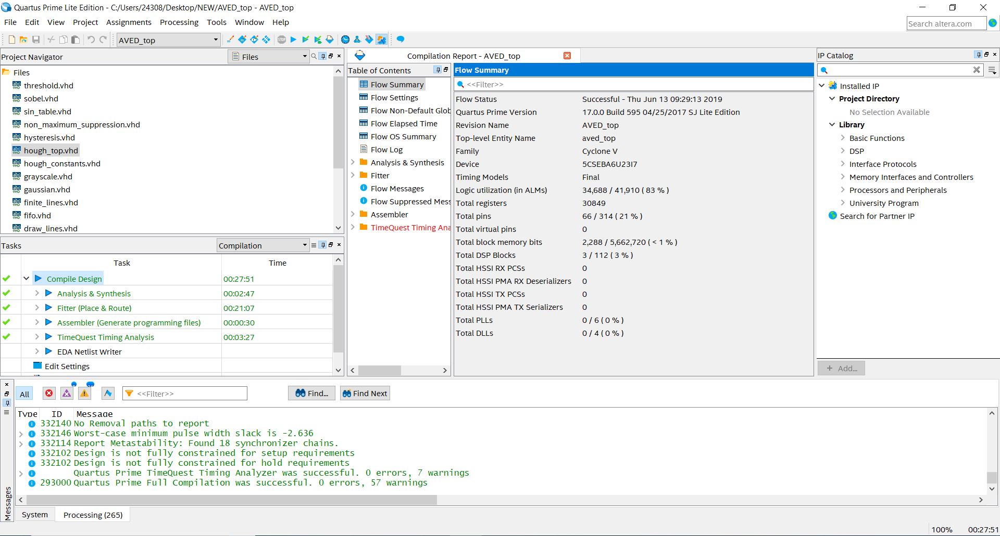 Quartus Prime Lite Edition - C:/Users/24308/Desktop/NEW/AVED_top - AVED_top
File Edit View Project Assignments Processing Tools Window Help
Search altera.com
AVED_top
STOP
Project Navigator
Files
Files
threshold.vhd
sobel.vhd
sin_table.vhd
non_maximum_suppression.vhd
hysteresis.vhd
hough_top.vhd
hough_constants.vhd
grayscale.vhd
gaussian.vhd
finite_lines.vhd
fifo.vhd
draw_lines.vhd
Tasks
Compilation
Task Time
Compile Design 00:27:51
Analysis & Synthesis 00:02:47
Fitter (Place & Route) 00:21:07
Assembler (Generate programming files) 00:00:30
TimeQuest Timing Analysis 00:03:27
EDA Netlist Writer
Edit Settings
Compilation Report - AVED_top
Table of Contents
Flow Summary
Flow Settings
Flow Non-Default Glob
Flow Elapsed Time
Flow OS Summary
Flow Log
Analysis & Synthesis
Fitter
Flow Messages
Flow Suppressed Mess
Assembler
TimeQuest Timing Ana
Flow Summary
<<Filter>>
Flow Status Successful - Thu Jun 13 09:29:13 2019
Quartus Prime Version 17.0.0 Build 595 04/25/2017 SJ Lite Edition
Revision Name AVED_top
Top-level Entity Name aved_top
Family Cyclone V
Device 5CSEBA6U23I7
Timing Models Final
Logic utilization (in ALMs) 34,688 / 41,910 ( 83 % )
Total registers 30849
Total pins 66 / 314 ( 21 % )
Total virtual pins 0
Total block memory bits 2,288 / 5,662,720 ( < 1 % )
Total DSP Blocks 3 / 112 ( 3 % )
Total HSSI RX PCSs 0
Total HSSI PMA RX Deserializers 0
Total HSSI TX PCSs 0
Total HSSI PMA TX Serializers 0
Total PLLs 0 / 6 ( 0 % )
Total DLLs 0 / 4 ( 0 % )
IP Catalog
Installed IP
Project Directory
No Selection Available
Library
Basic Functions
DSP
Interface Protocols
Memory Interfaces and Controllers
Processors and Peripherals
University Program
Search for Partner IP
+ Add...
All
<<Filter>>
Find...
Find Next
Type ID Message
332140 No Removal paths to report
332146 Worst-case minimum pulse width slack is -2.636
332114 Report Metastability: Found 18 synchronizer chains.
332102 Design is not fully constrained for setup requirements
332102 Design is not fully constrained for hold requirements
Quartus Prime TimeQuest Timing Analyzer was successful. 0 errors, 7 warnings
293000 Quartus Prime Full Compilation was successful. 0 errors, 57 warnings
Messages
System Processing (265)
100% 00:27:51